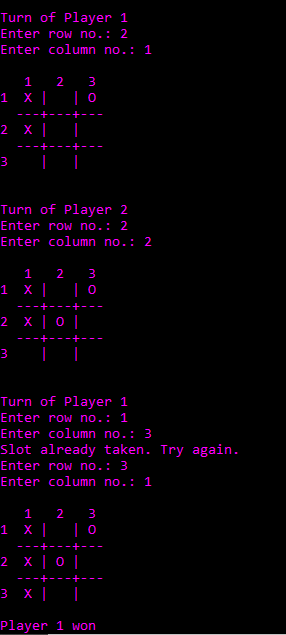 Turn of Player 1
Enter row no.: 2
Enter column no.: 1
   1   2   3
1  X |   | O
  ---+---+---
2  X |   |
  ---+---+---
3    |   |
Turn of Player 2
Enter row no.: 2
Enter column no.: 2
   1   2   3
1  X |   | O
  ---+---+---
2  X | O |
  ---+---+---
3    |   |
Turn of Player 1
Enter row no.: 1
Enter column no.: 3
Slot already taken. Try again.
Enter row no.: 3
Enter column no.: 1
   1   2   3
1  X |   | O
  ---+---+---
2  X | O |
  ---+---+---
3  X |   |
Player 1 won